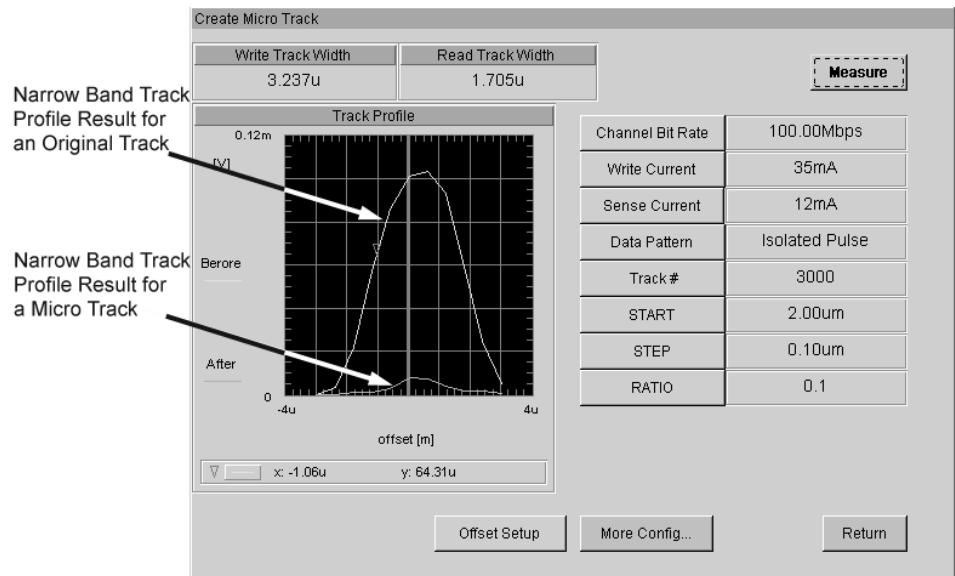 Create Micro Track
Write Track Width
Read Track Width
3.237u
1.705u
Measure
Narrow Band Track
Profile Result for
an Original Track
Track Profile
0.12m
[V]
Berore
After
0
-4u
4u
offset [m]
x: -1.06u
y: 64.31u
Narrow Band Track
Profile Result for
a Micro Track
Channel Bit Rate
100.00Mbps
Write Current
35mA
Sense Current
12mA
Data Pattern
Isolated Pulse
Track #
3000
START
2.00um
STEP
0.10um
RATIO
0.1
Offset Setup
More Config...
Return